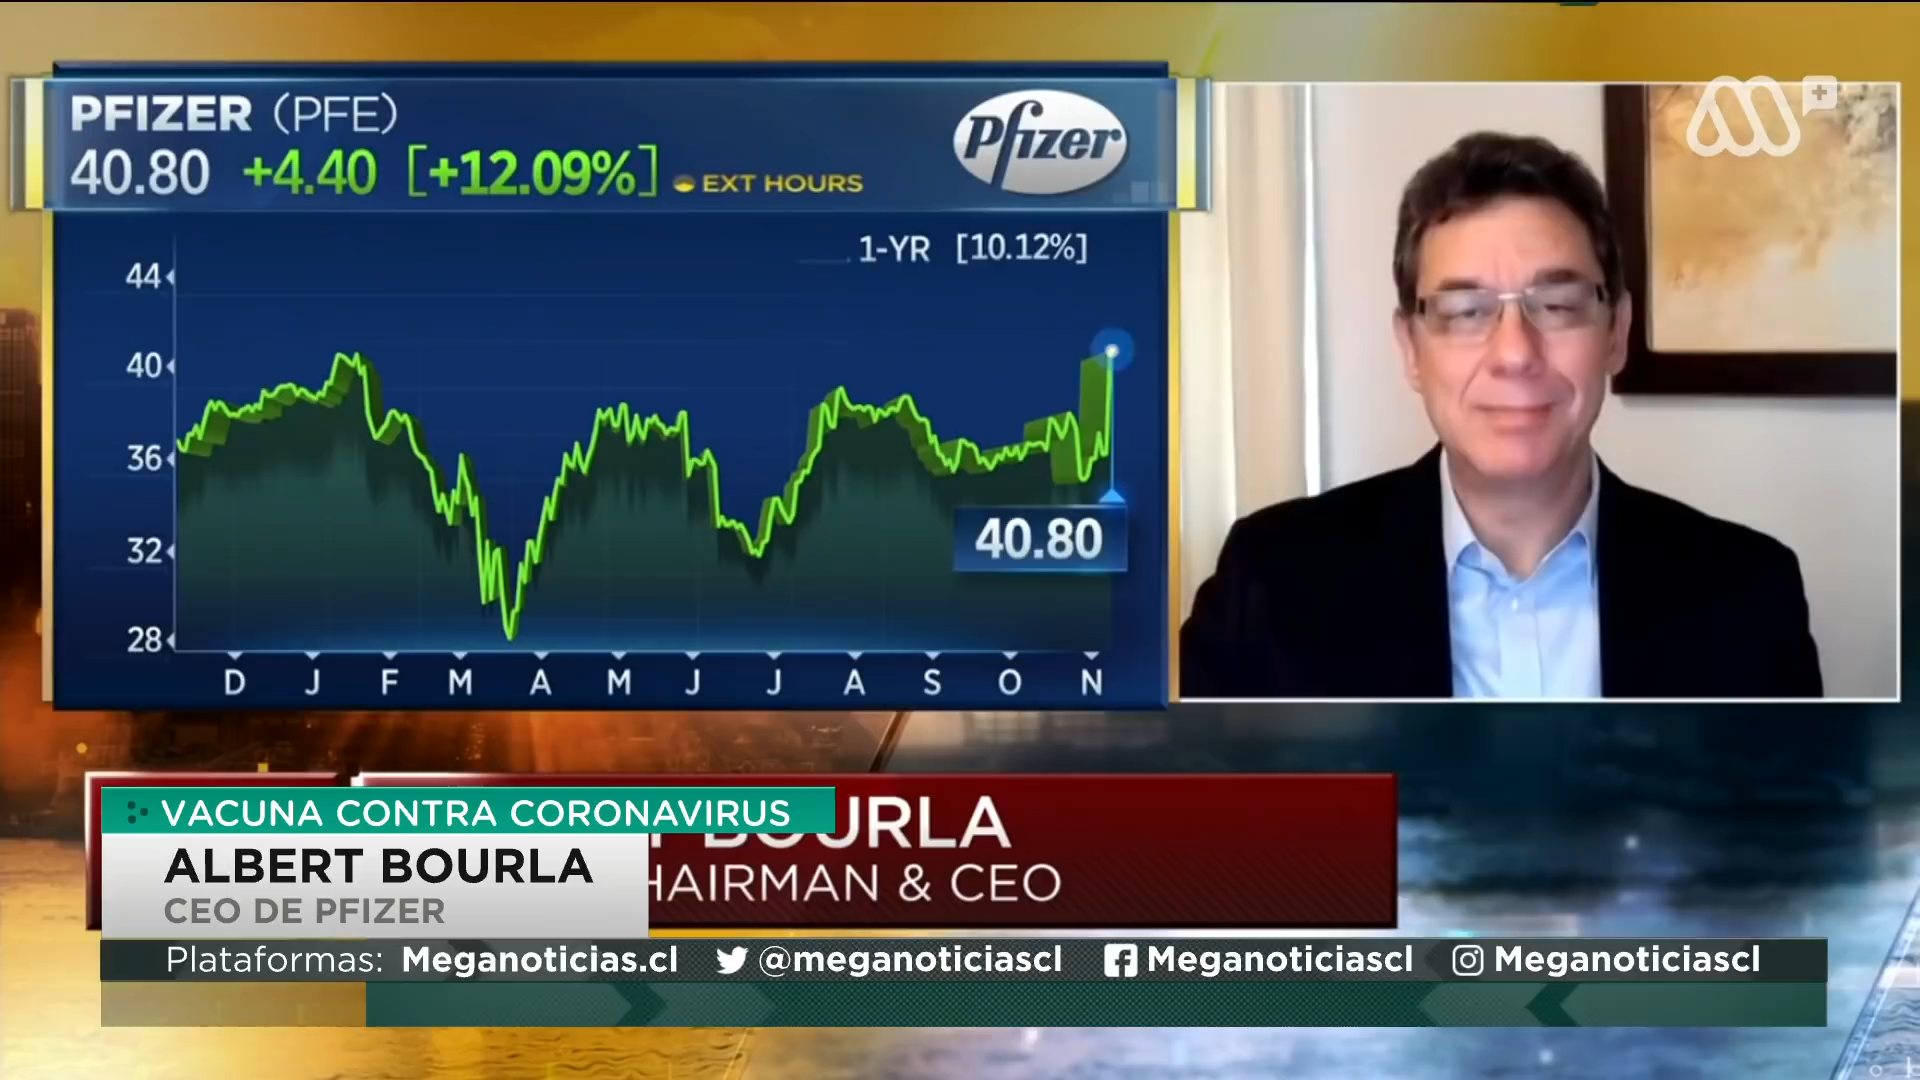 PFIZER (PFE)
40.80 +4.40 [+12.09%] EXT HOURS
Pfizer
1-YR [10.12%]
44
40
36
32
28
40.80
D J F M A M J J A S O N
VACUNA CONTRA CORONAVIRUS
BOURLA
ALBERT BOURLA
HAIRMAN & CEO
CEO DE PFIZER
Plataformas: Meganoticias.cl @meganoticiascl Meganoticiascl Meganoticiascl